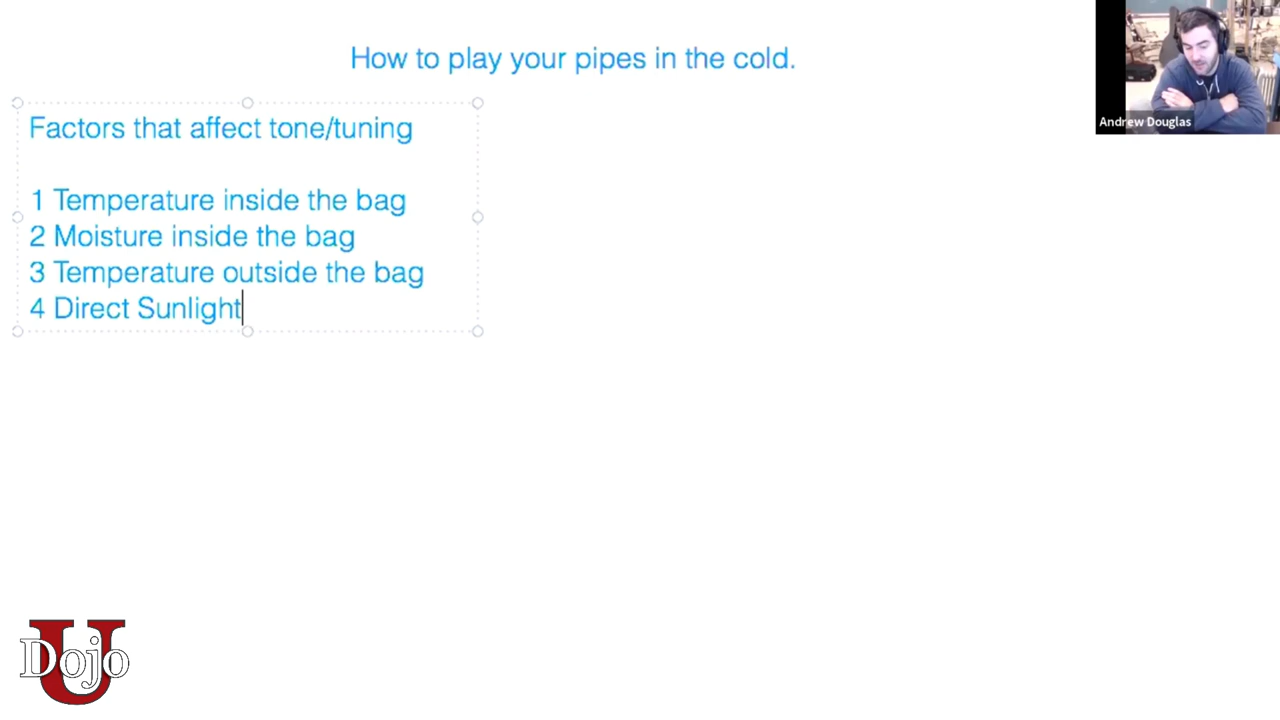 How to play your pipes in the cold.
Andrew Douglas
Factors that affect tone/tuning
1 Temperature inside the bag
2 Moisture inside the bag
3 Temperature outside the bag
4 Direct Sunlight
U
Dojo